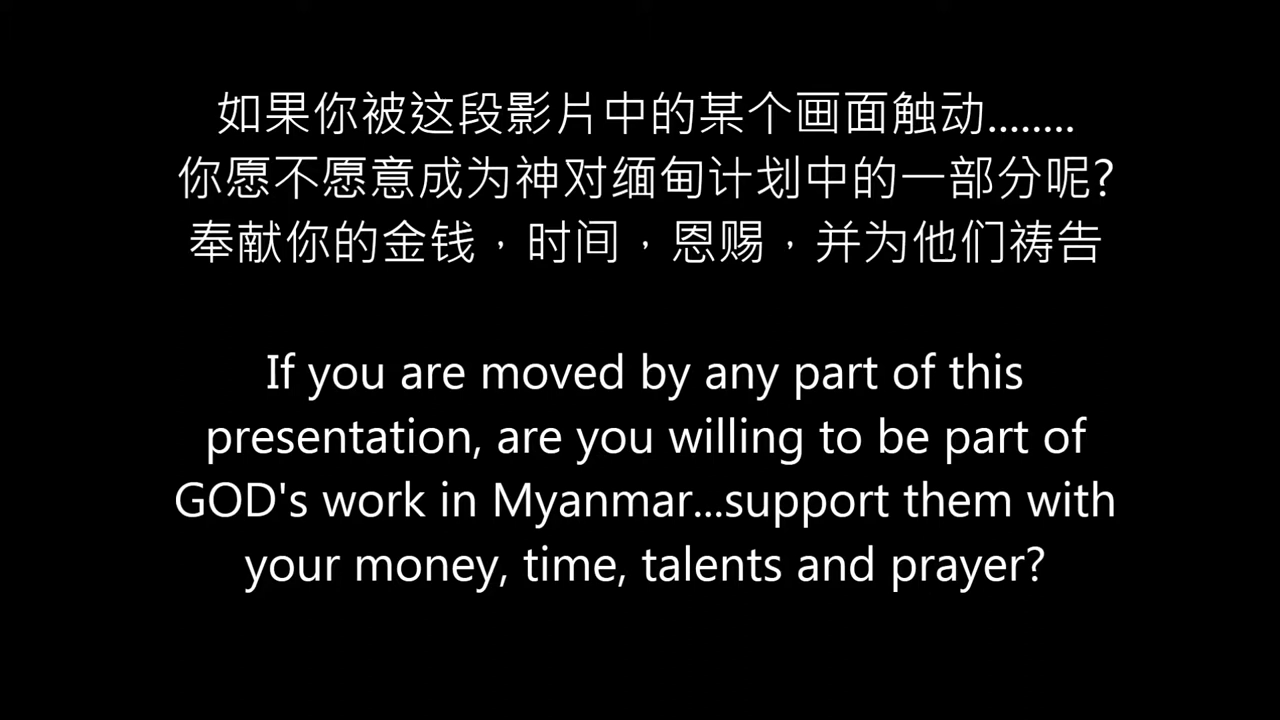 如果你被这段影片中的某个画面触动........
你愿不愿意成为神对缅甸计划中的一部分呢?
奉献你的金钱，时间，恩赐，并为他们祷告
If you are moved by any part of this
presentation, are you willing to be part of
GOD's work in Myanmar...support them with
your money, time, talents and prayer?